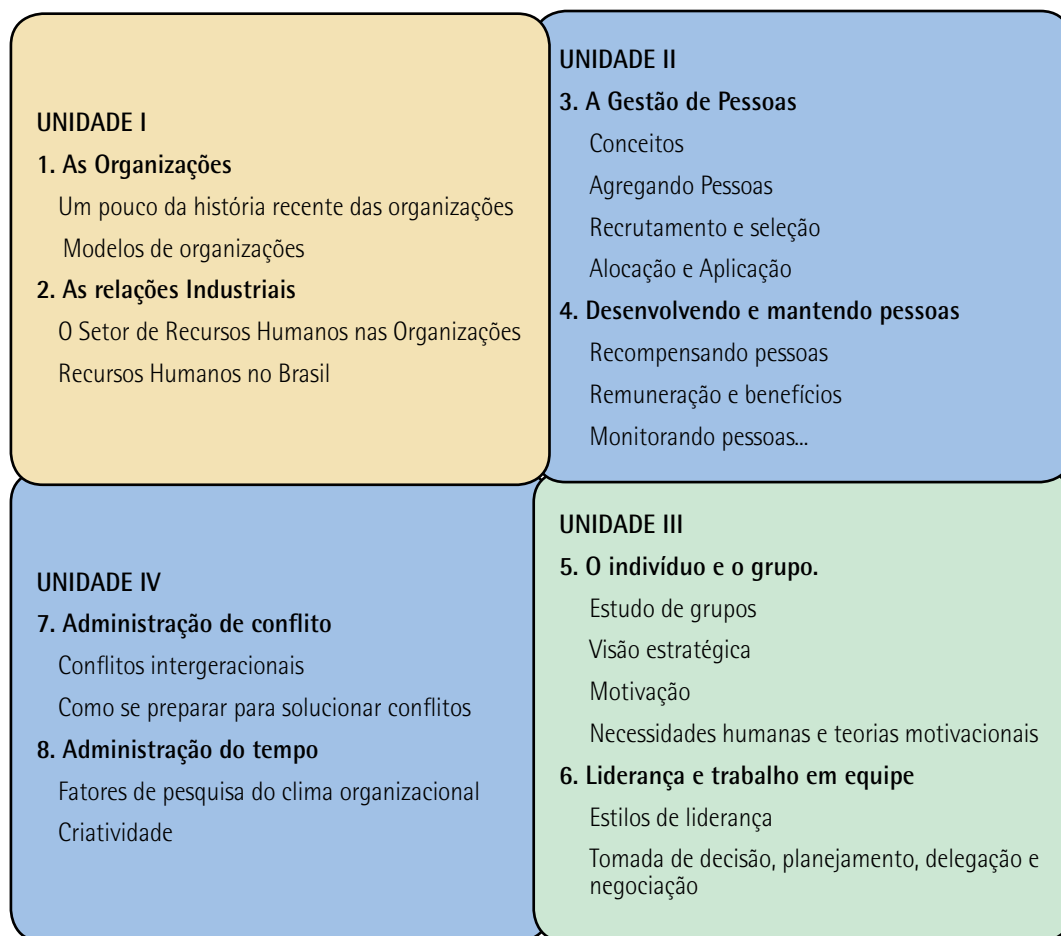 UNIDADE I
1. As Organizações
Um pouco da história recente das organizações
Modelos de organizações
2. As relações Industriais
O Setor de Recursos Humanos nas Organizações
Recursos Humanos no Brasil
UNIDADE II
3. A Gestão de Pessoas
Conceitos
Agregando Pessoas
Recrutamento e seleção
Alocação e Aplicação
4. Desenvolvendo e mantendo pessoas
Recompensando pessoas
Remuneração e benefícios
Monitorando pessoas...
UNIDADE III
5. O indivíduo e o grupo.
Estudo de grupos
Visão estratégica
Motivação
Necessidades humanas e teorias motivacionais
6. Liderança e trabalho em equipe
Estilos de liderança
Tomada de decisão, planejamento, delegação e
negociação
UNIDADE IV
7. Administração de conflito
Conflitos intergeracionais
Como se preparar para solucionar conflitos
8. Administração do tempo
Fatores de pesquisa do clima organizacional
Criatividade